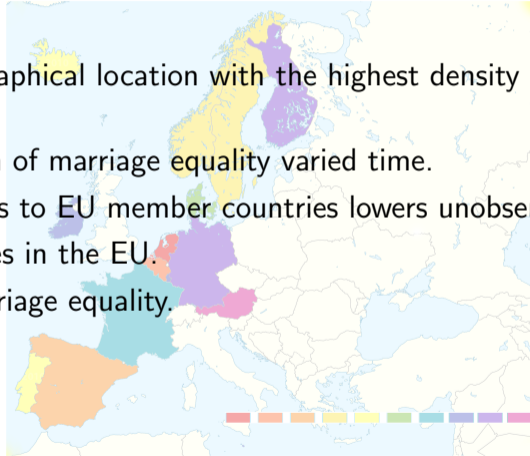 aphical location with the highest density
of marriage equality varied time.
s to EU member countries lowers unobser
s in the EU.
riage equality.